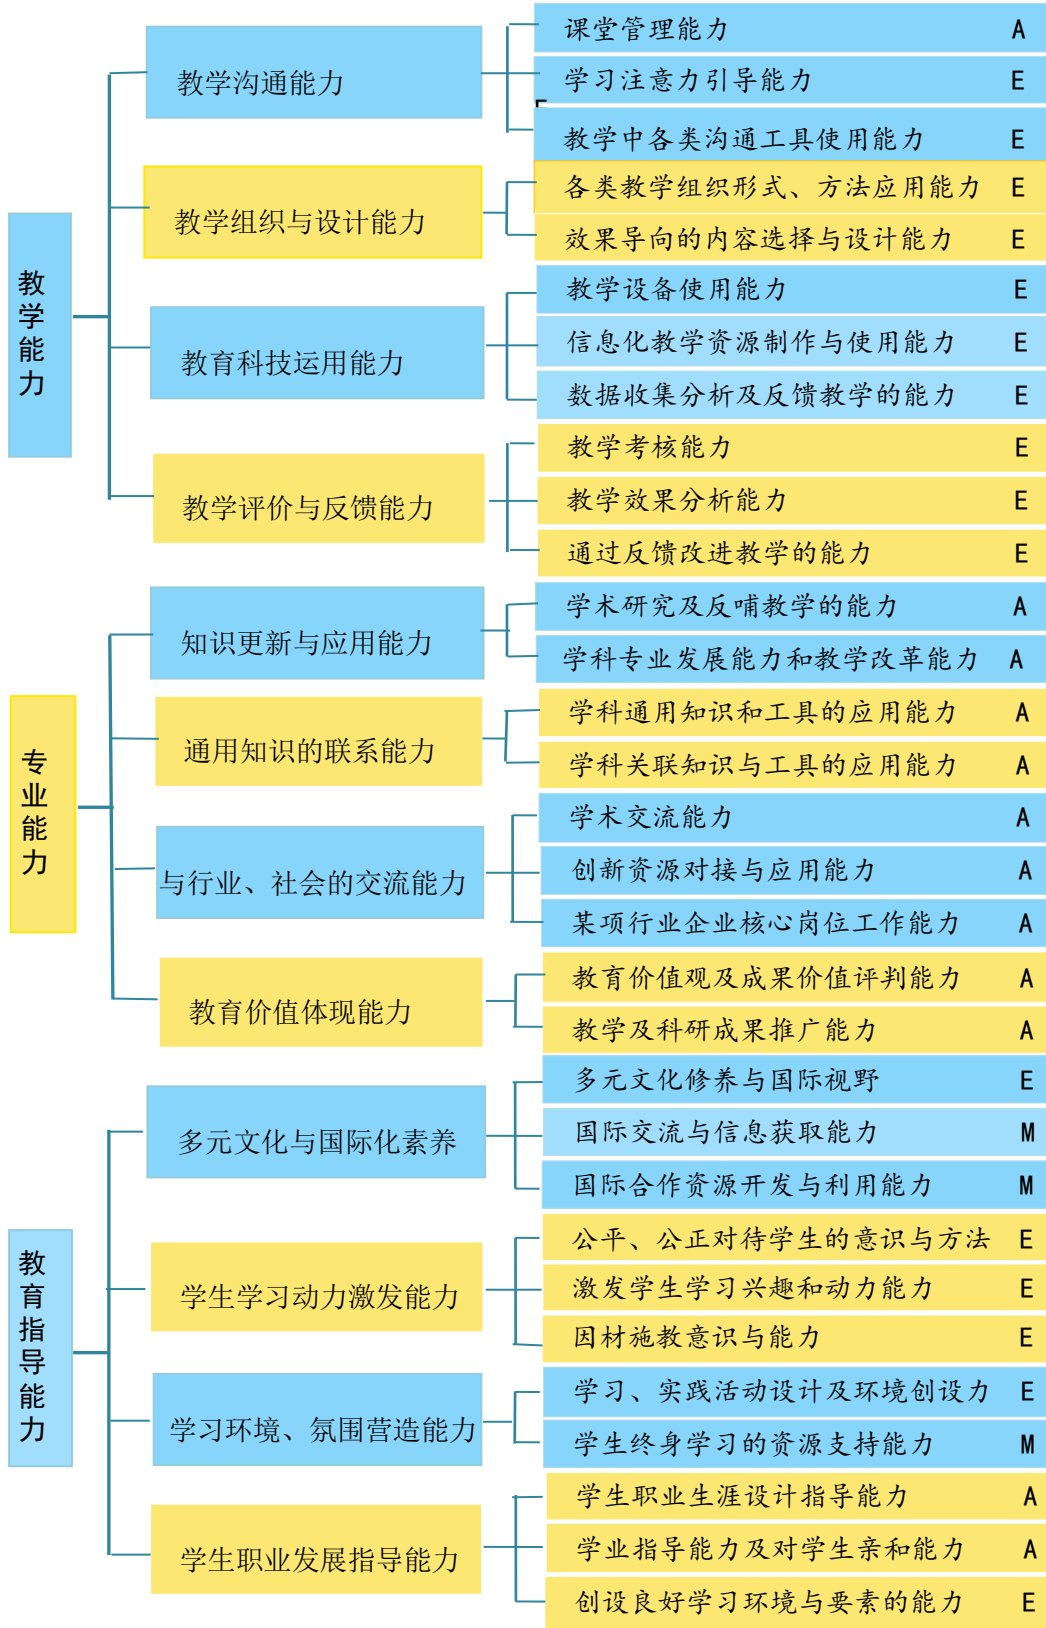 教学能力
教学沟通能力
课堂管理能力 A
学习注意力引导能力 E
教学中各类沟通工具使用能力 E
教学组织与设计能力
各类教学组织形式、方法应用能力 E
效果导向的内容选择与设计能力 E
教育科技运用能力
教学设备使用能力 E
信息化教学资源制作与使用能力 E
数据收集分析及反馈教学的能力 E
教学评价与反馈能力
教学考核能力 E
教学效果分析能力 E
通过反馈改进教学的能力 E
专业能力
知识更新与应用能力
学术研究及反哺教学的能力 A
学科专业发展能力和教学改革能力 A
通用知识的联系能力
学科通用知识和工具的应用能力 A
学科关联知识与工具的应用能力 A
与行业、社会的交流能力
学术交流能力 A
创新资源对接与应用能力 A
某项行业企业核心岗位工作能力 A
教育价值体现能力
教育价值观及成果价值评判能力 A
教学及科研成果推广能力 A
教育指导能力
多元文化与国际化素养
多元文化修养与国际视野 E
国际交流与信息获取能力 M
国际合作资源开发与利用能力 M
学生学习动力激发能力
公平、公正对待学生的意识与方法 E
激发学生学习兴趣和动力能力 E
因材施教意识与能力 E
学习环境、氛围营造能力
学习、实践活动设计及环境创设力 E
学生终身学习的资源支持能力 M
学生职业发展指导能力
学生职业生涯设计指导能力 A
学业指导能力及对学生亲和能力 A
创设良好学习环境与要素的能力 E